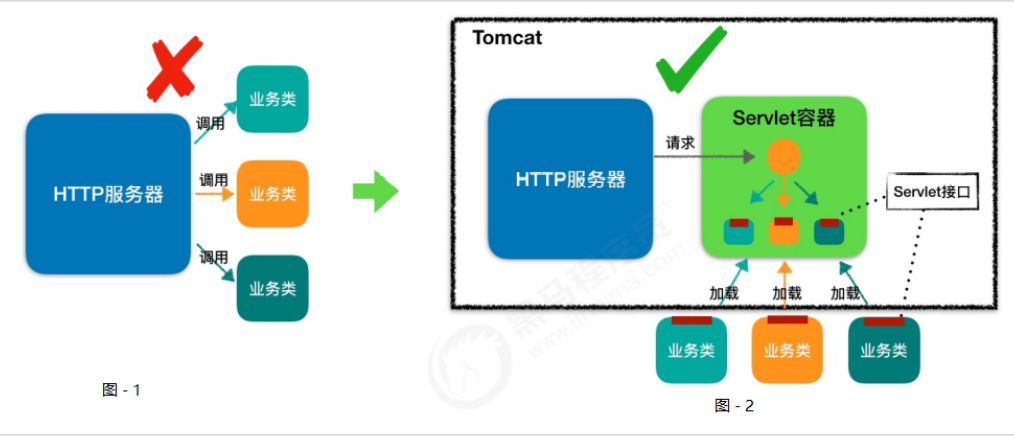 HTTP服务器
调用
调用
调用
业务类
业务类
业务类
图 - 1
Tomcat
HTTP服务器
请求
Servlet容器
Servlet接口
加载
加载
加载
业务类
业务类
业务类
图 - 2
黑马程序员